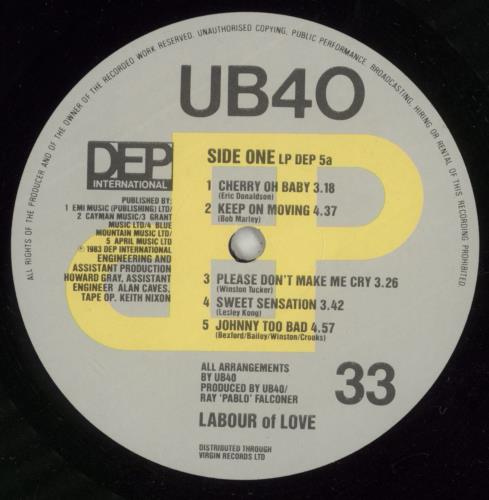 ALL RIGHTS OF THE PRODUCER AND OF THE OWNER OF THE RECORDED WORK RESERVED. UNAUTHORISED COPYING, PUBLIC PERFORMANCE, BROADCASTING, HIRING OR RENTAL OF THIS RECORDING PROHIBITED.
UB40
DEP
INTERNATIONAL
PUBLISHED BY:
1 EMI MUSIC (PUBLISHING) LTD/
2 CAYMAN MUSIC/3 GRANT
MUSIC LTD/4 BLUE
MOUNTAIN MUSIC LTD/
5 APRIL MUSIC LTD
℗ 1983 DEP INTERNATIONAL
ENGINEERING AND
ASSISTANT PRODUCTION
HOWARD GRAY, ASSISTANT
ENGINEER ALAN CAVES,
TAPE OP. KEITH NIXON
SIDE ONE LP DEP 5a
1 CHERRY OH BABY 3.18
(Eric Donaldson)
2 KEEP ON MOVING 4.37
(Bob Marley)
3 PLEASE DON'T MAKE ME CRY 3.26
(Winston Tucker)
4 SWEET SENSATION 3.42
(Lesley Kong)
5 JOHNNY TOO BAD 4.57
(Bexford/Bailey/Winston/Crooks)
ALL ARRANGEMENTS
BY UB40
PRODUCED BY UB40/
RAY 'PABLO' FALCONER
33
LABOUR of LOVE
DISTRIBUTED THROUGH
VIRGIN RECORDS LTD